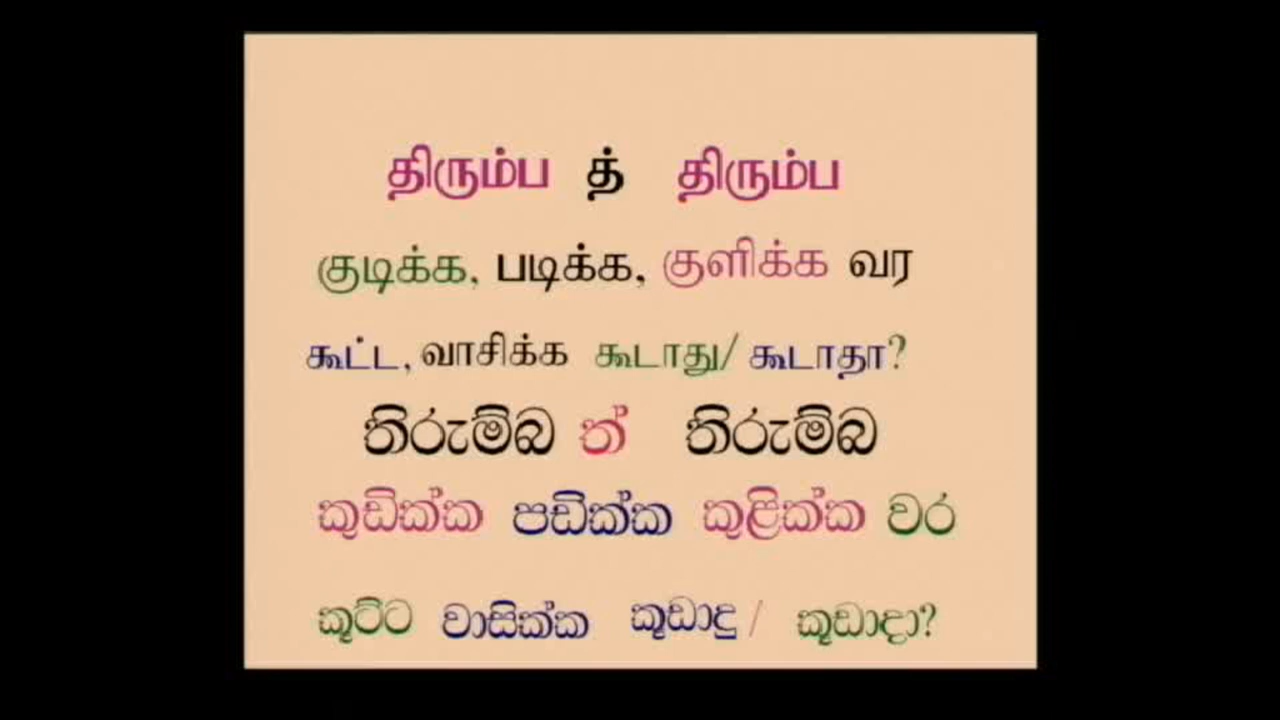 திரும்ப த் திரும்ப
குடிக்க, படிக்க, குளிக்க வர
கூட்ட, வாசிக்க கூடாது/ கூடாதா?
තිරුම්බ ත් තිරුම්බ
කුඩික්ක පඩික්ක කුළික්ක වර
කූට්ට වාසික්ක කූඩාදු / කූඩාදා?